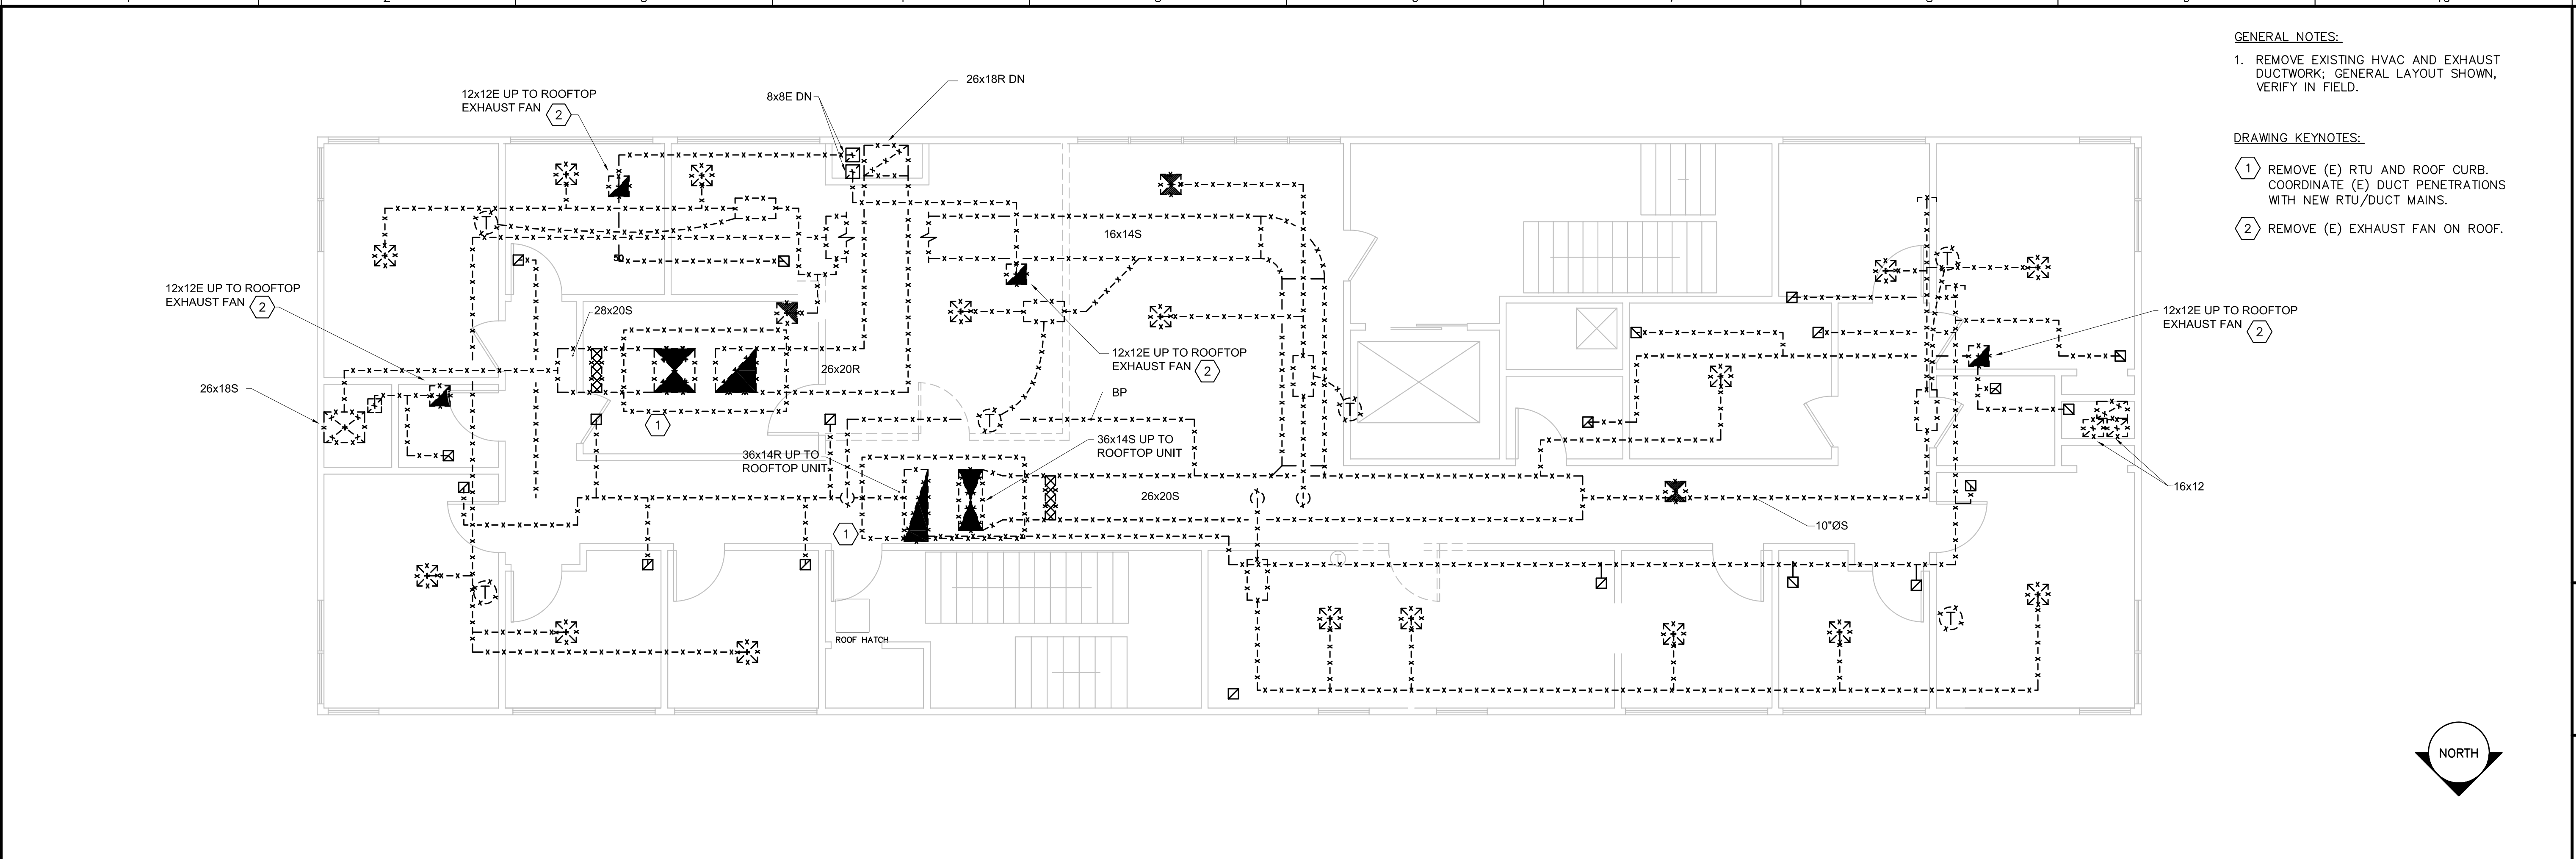 GENERAL NOTES:
1. REMOVE EXISTING HVAC AND EXHAUST
DUCTWORK; GENERAL LAYOUT SHOWN,
VERIFY IN FIELD.
DRAWING KEYNOTES:
1 REMOVE (E) RTU AND ROOF CURB.
COORDINATE (E) DUCT PENETRATIONS
WITH NEW RTU/DUCT MAINS.
2 REMOVE (E) EXHAUST FAN ON ROOF.
26x18R DN
12x12E UP TO ROOFTOP
EXHAUST FAN 2
8x8E DN
T
16x14S
50
T
12x12E UP TO ROOFTOP
EXHAUST FAN 2
28x20S
12x12E UP TO ROOFTOP
EXHAUST FAN 2
12x12E UP TO ROOFTOP
EXHAUST FAN 2
26x20R
26x18S
BP
T
T
1
36x14S UP TO
ROOFTOP UNIT
36x14R UP TO
ROOFTOP UNIT
16x12
26x20S
10"ØS
1
T
T
T
ROOF HATCH
NORTH